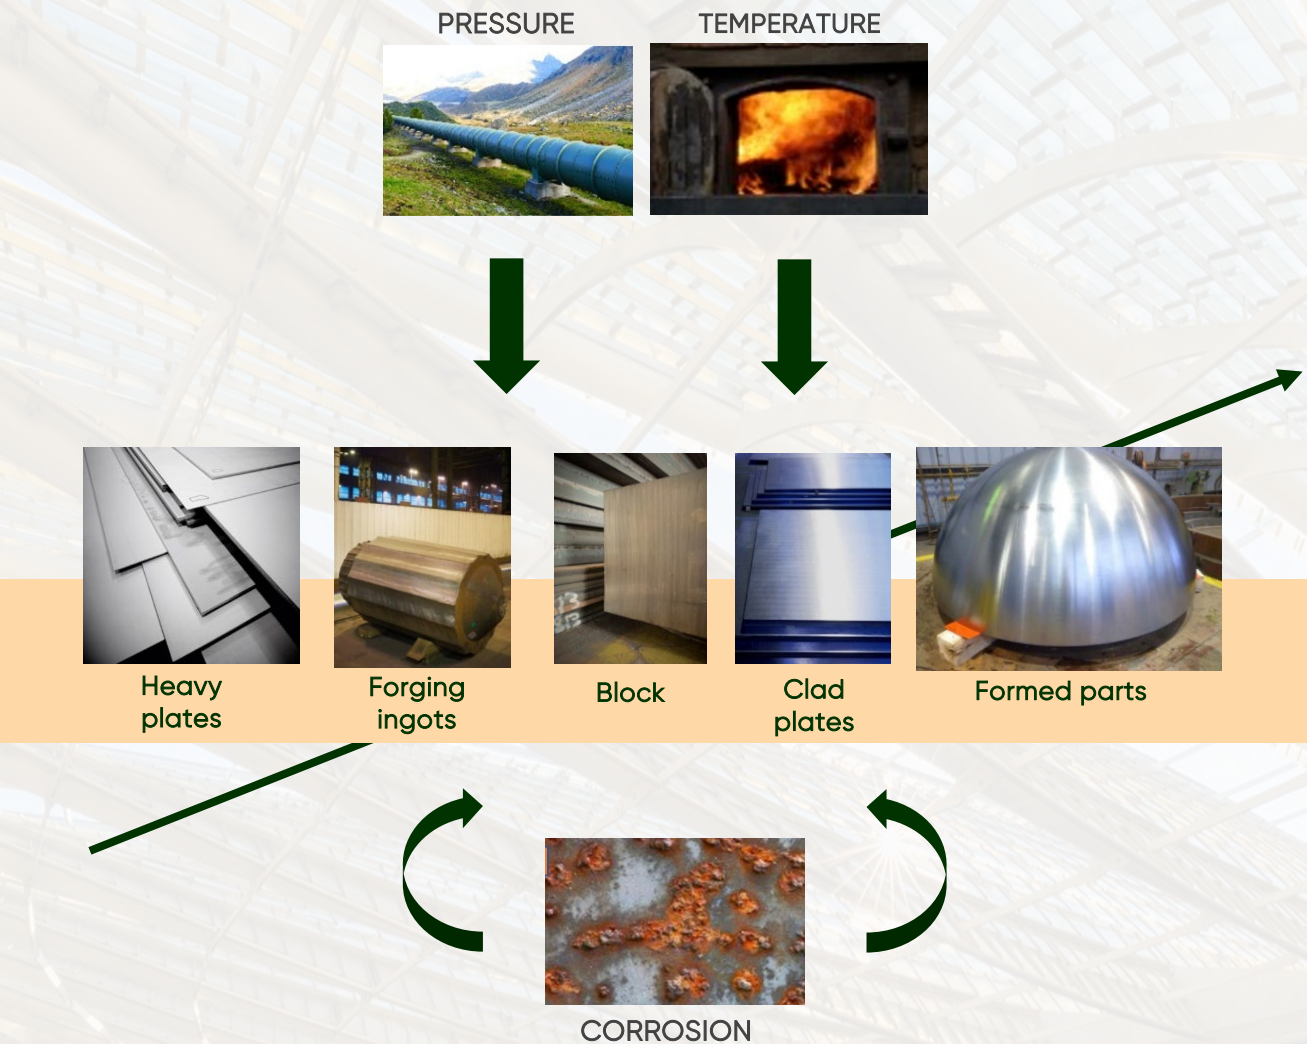 PRESSURE
TEMPERATURE
Heavy
plates
Forging
ingots
Block
Clad
plates
Formed parts
CORROSION